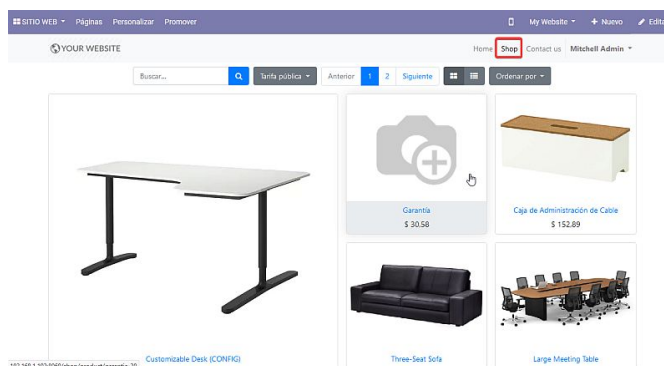 SITIO WEB Páginas Personalizar Promover My Website + Nuevo Edita
YOUR WEBSITE Home Shop Contact us Mitchell Admin
Buscar... Tarifa pública Anterior 1 2 Siguiente Ordenar por
Garantía
$ 30.58
Caja de Administración de Cable
$ 152.89
Customizable Desk (CONFIG)
Three-Seat Sofa
Large Meeting Table